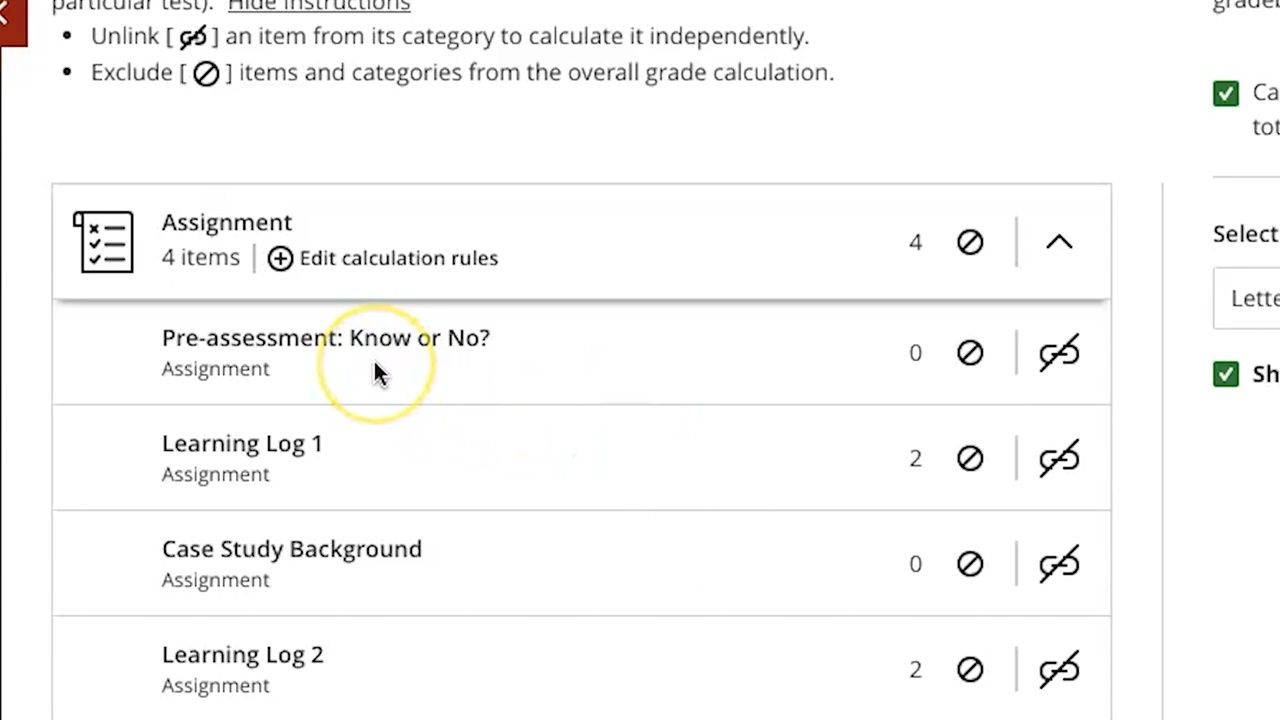 particular test). Hide Instructions
• Unlink [ ] an item from its category to calculate it independently.
• Exclude [ ] items and categories from the overall grade calculation.
Assignment
4 items | Edit calculation rules
4
Pre-assessment: Know or No?
Assignment
0
Learning Log 1
Assignment
2
Case Study Background
Assignment
0
Learning Log 2
Assignment
2
grade
Ca
tot
Select
Lette
Sh